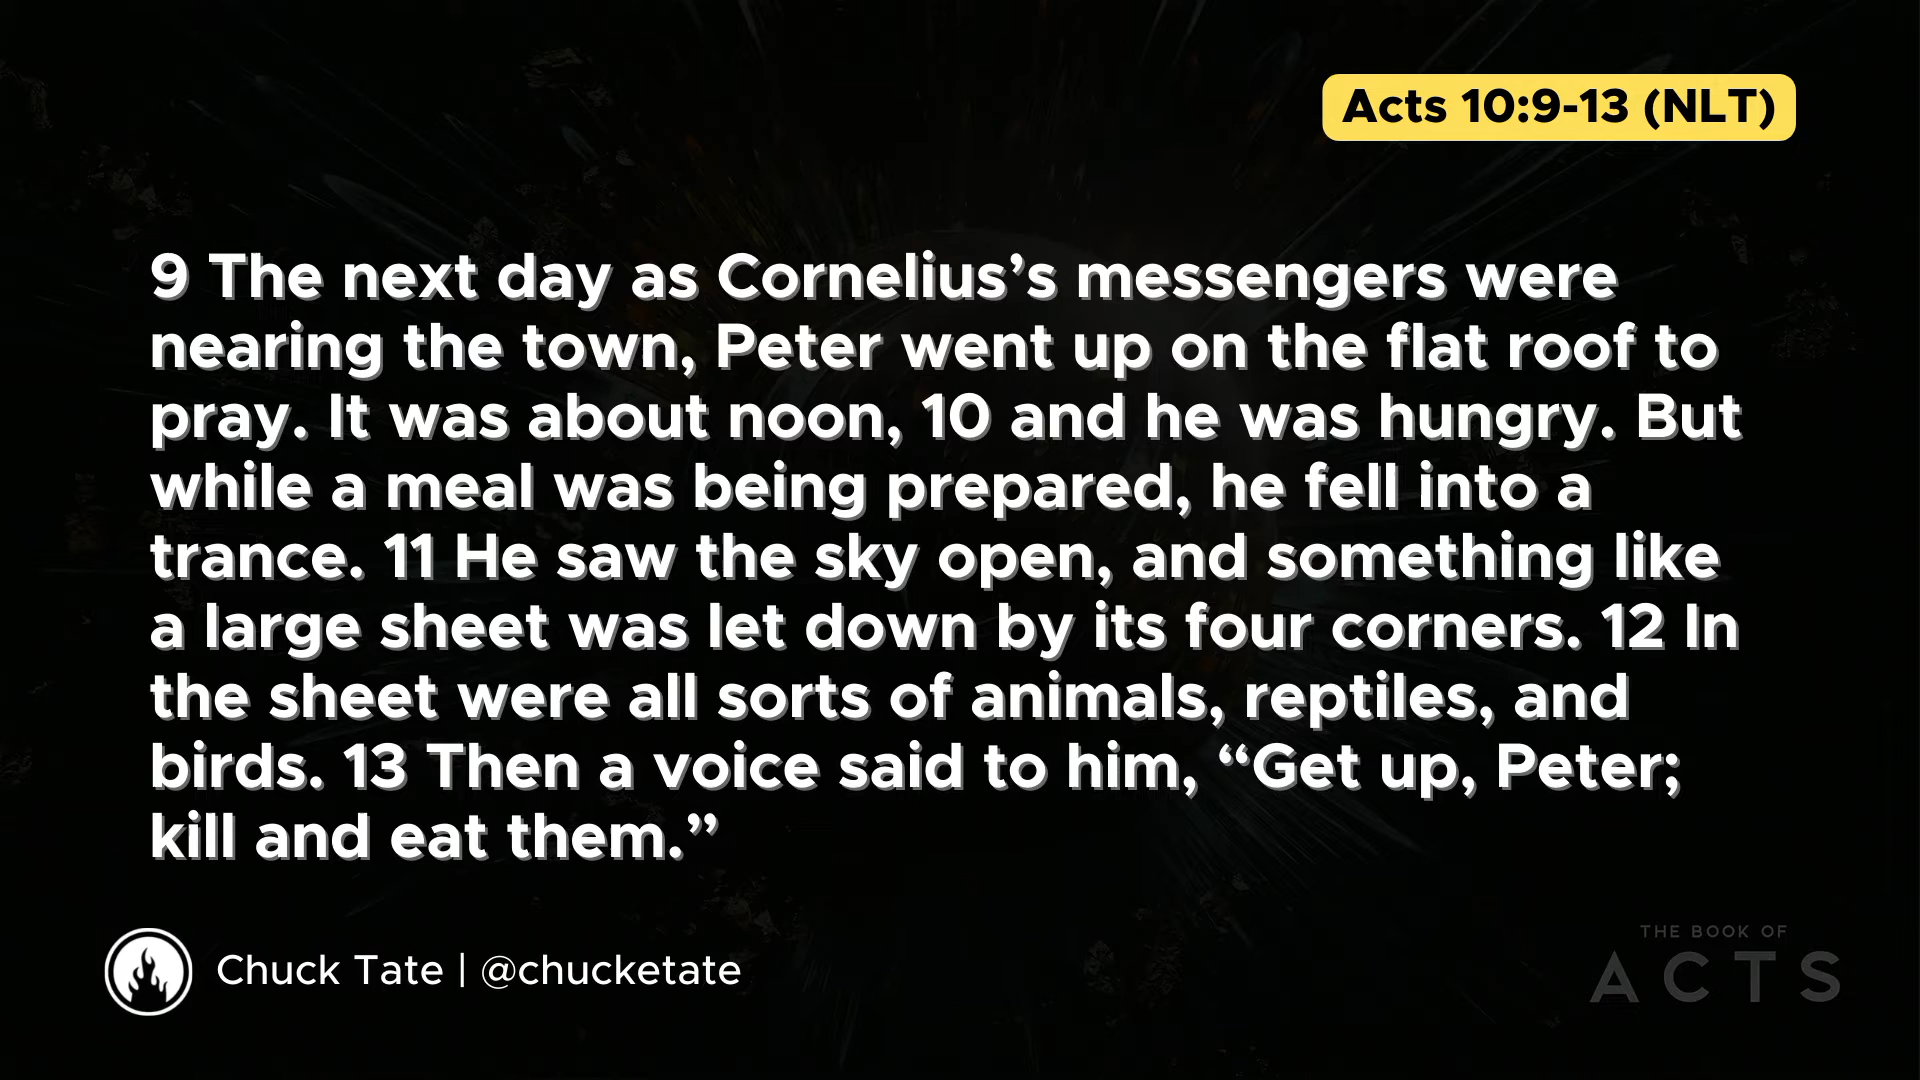 Acts 10:9-13 (NLT)
9 The next day as Cornelius’s messengers were
nearing the town, Peter went up on the flat roof to
pray. It was about noon, 10 and he was hungry. But
while a meal was being prepared, he fell into a
trance. 11 He saw the sky open, and something like
a large sheet was let down by its four corners. 12 In
the sheet were all sorts of animals, reptiles, and
birds. 13 Then a voice said to him, “Get up, Peter;
kill and eat them.”
Chuck Tate | @chucketate
THE BOOK OF
ACTS